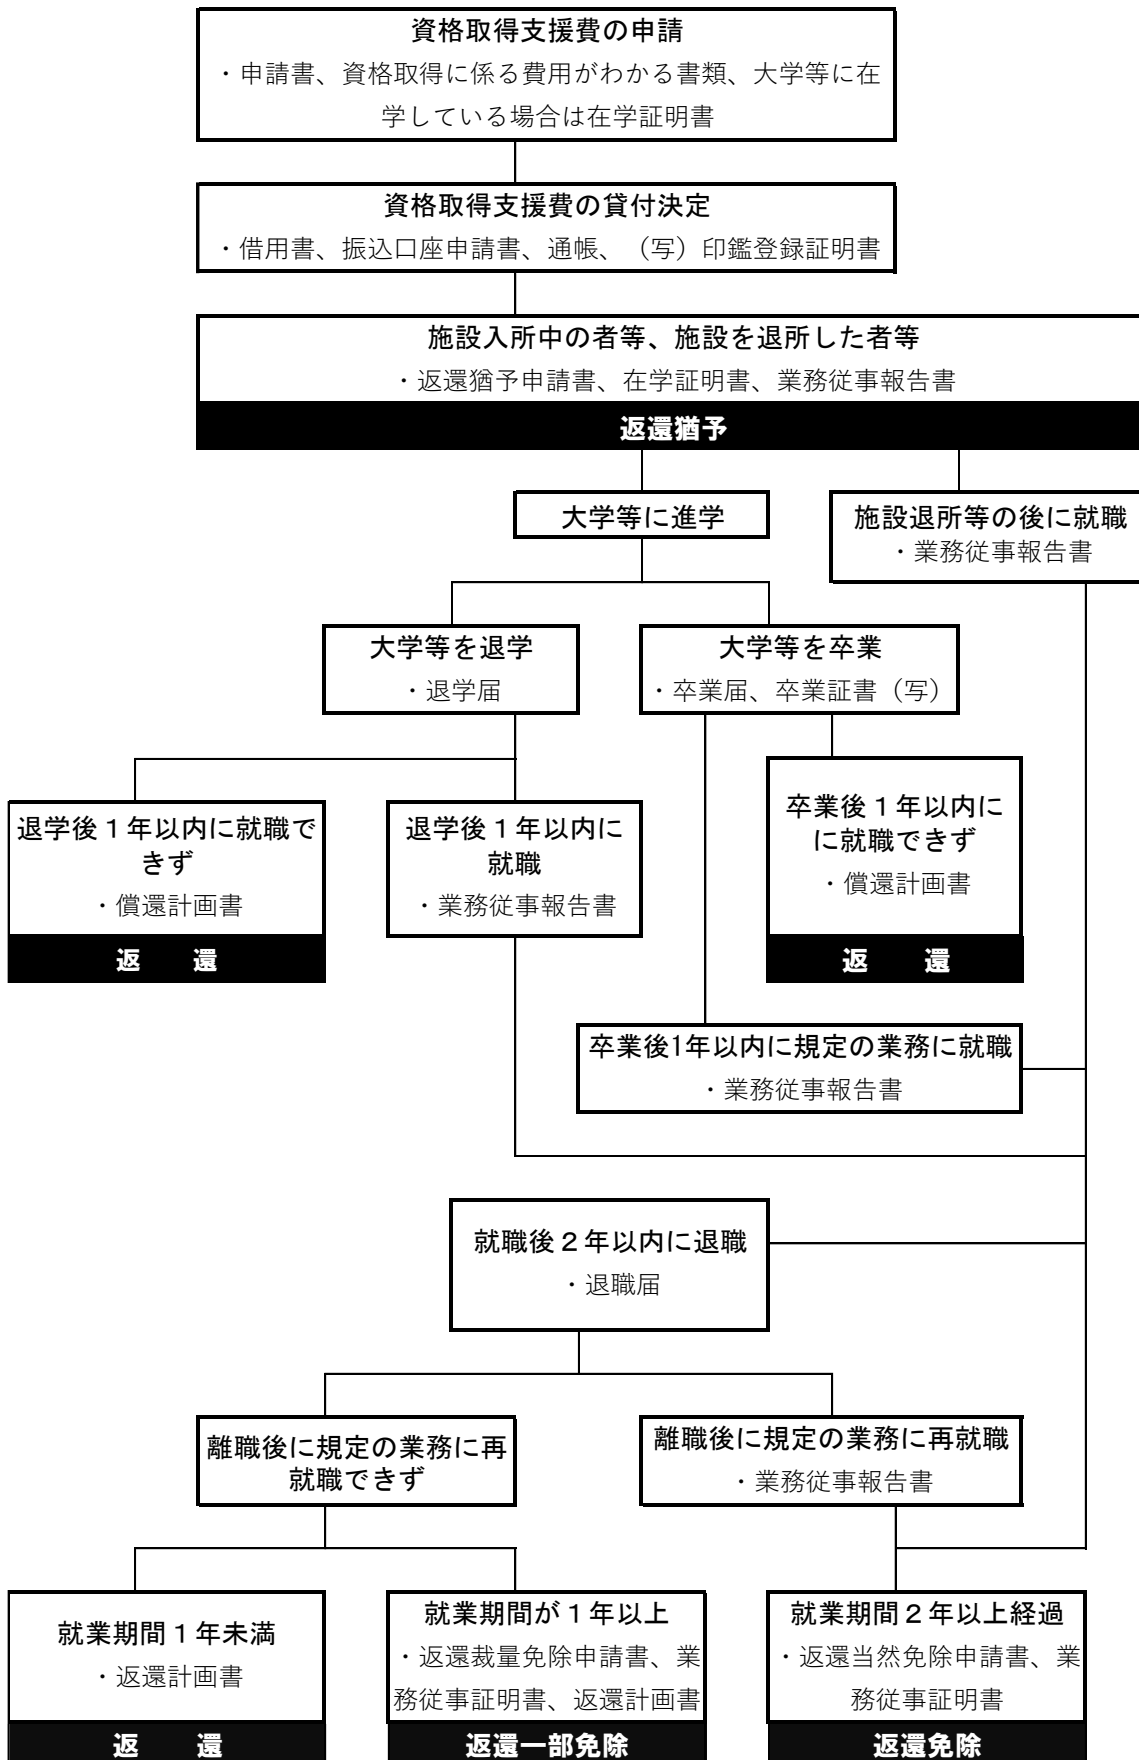 資格取得支援費の申請
・申請書、資格取得に係る費用がわかる書類、大学等に在
学している場合は在学証明書
資格取得支援費の貸付決定
・借用書、振込口座申請書、通帳、（写）印鑑登録証明書
施設入所中の者等、施設を退所した者等
・返還猶予申請書、在学証明書、業務従事報告書
返還猶予
大学等に進学
施設退所等の後に就職
・業務従事報告書
大学等を退学
・退学届
大学等を卒業
・卒業届、卒業証書（写）
退学後１年以内に就職で
きず
・償還計画書
返　還
退学後１年以内に
就職
・業務従事報告書
卒業後１年以内に
に就職できず
・償還計画書
返　還
卒業後1年以内に規定の業務に就職
・業務従事報告書
就職後２年以内に退職
・退職届
離職後に規定の業務に再
就職できず
離職後に規定の業務に再就職
・業務従事報告書
就業期間１年未満
・返還計画書
返　還
就業期間が１年以上
・返還裁量免除申請書、業
務従事証明書、返還計画書
返還一部免除
就業期間２年以上経過
・返還当然免除申請書、業
務従事証明書
返還免除